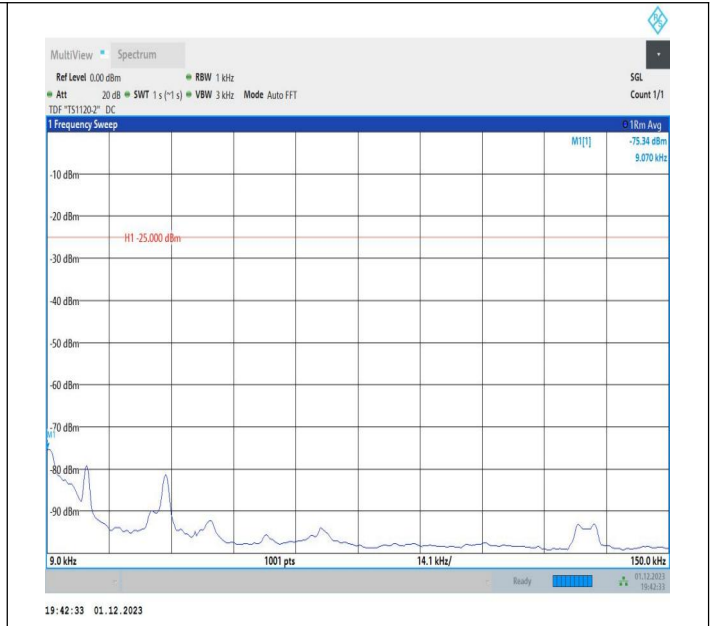 R S
MultiView Spectrum
Ref Level 0.00 dBm RBW 1 kHz SGL
Att 20 dB SWT 1 s (~1 s) VBW 3 kHz Mode Auto FFT Count 1/1
TDF "TS1120-2" DC
1 Frequency Sweep 1Rm Avg
M1[1] -75.34 dBm
9.070 kHz
-10 dBm
-20 dBm
H1 -25.000 dBm
-30 dBm
-40 dBm
-50 dBm
-60 dBm
-70 dBm
M1
-80 dBm
-90 dBm
9.0 kHz 1001 pts 14.1 kHz/ 150.0 kHz
Ready 01.12.2023
19:42:33
19:42:33 01.12.2023